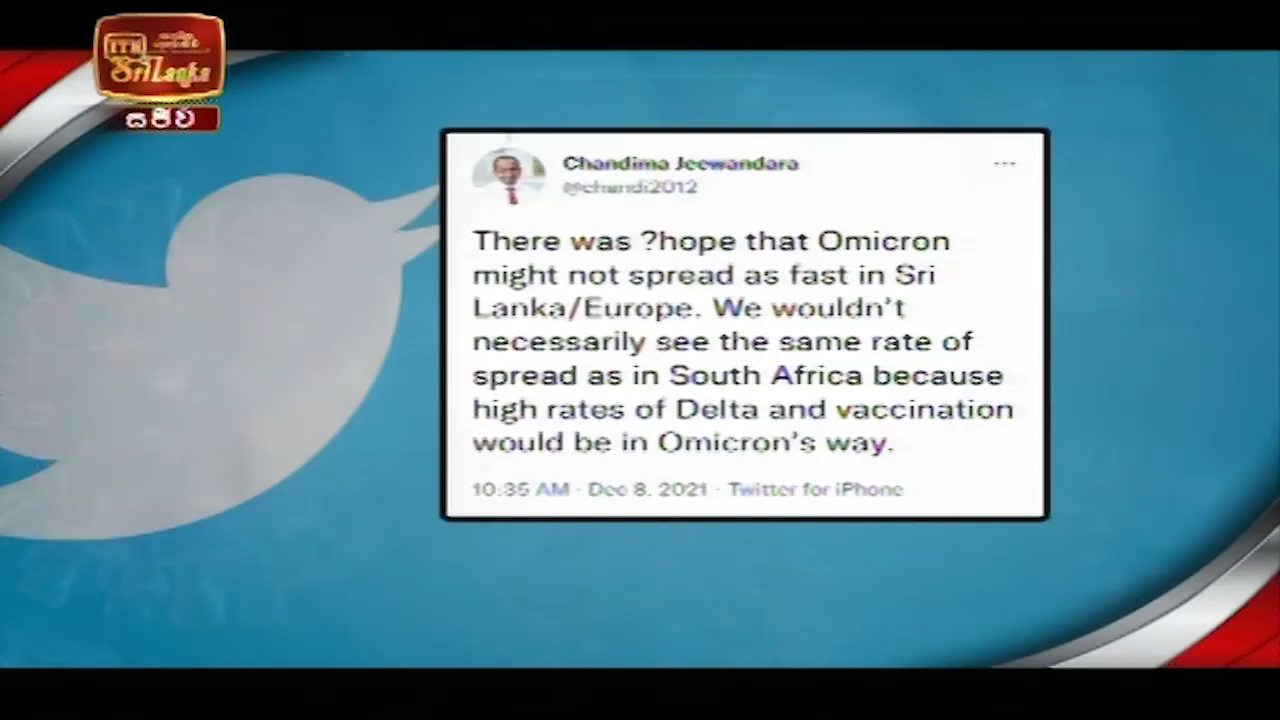 ITN
Sri Lanka
සජීවී
Chandima Jeewandara
@chandi2012
There was ?hope that Omicron
might not spread as fast in Sri
Lanka/Europe. We wouldn't
necessarily see the same rate of
spread as in South Africa because
high rates of Delta and vaccination
would be in Omicron's way.
10:35 AM · Dec 8, 2021 · Twitter for iPhone